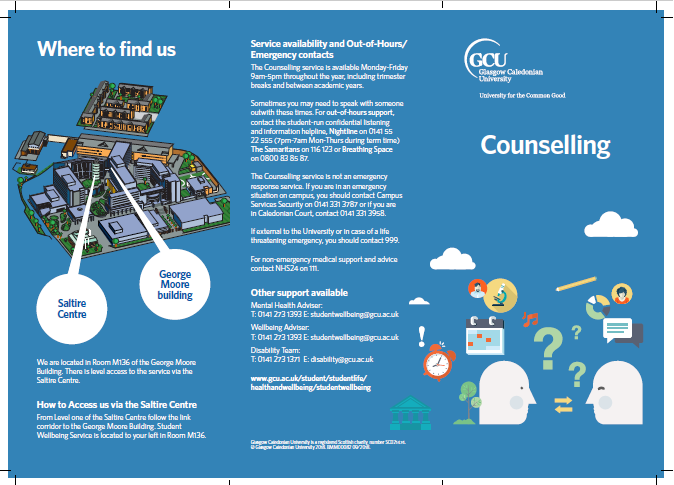 Where to find us
Saltire
Centre
George
Moore
building
We are located in Room M136 of the George Moore
Building. There is level access to the service via the
Saltire Centre.
How to Access us via the Saltire Centre
From Level one of the Saltire Centre follow the link
corridor to the George Moore Building. Student
Wellbeing Service is located to your left in Room M136.
Service availability and Out-of-Hours/
Emergency contacts
The Counselling service is available Monday-Friday
9am-5pm throughout the year, including trimester
breaks and between academic years.
Sometimes you may need to speak with someone
outwith these times. For out-of-hours support,
contact the student-run confidential listening
and information helpline, Nightline on 0141 55
22 555 (7pm-7am Mon-Thurs during term time)
The Samaritans on 116 123 or Breathing Space
on 0800 83 85 87.
The Counselling service is not an emergency
response service. If you are in an emergency
situation on campus, you should contact Campus
Services Security on 0141 331 3787 or if you are
in Caledonian Court, contact 0141 331 3958.
If external to the University or in case of a life
threatening emergency, you should contact 999.
For non-emergency medical support and advice
contact NHS24 on 111.
Other support available
Mental Health Adviser:
T: 0141 273 1393 E: studentwellbeing@gcu.ac.uk
Wellbeing Adviser:
T: 0141 273 1393 E: studentwellbeing@gcu.ac.uk
Disability Team:
T: 0141 273 1371 E: disability@gcu.ac.uk
www.gcu.ac.uk/student/studentlife/
healthandwellbeing/studentwellbeing
Glasgow Caledonian University is a registered Scottish charity, number
© Glasgow Caledonian University 2018.
GCU
Glasgow Caledonian
University
University for the Common Good
Counselling
!
?
?
?